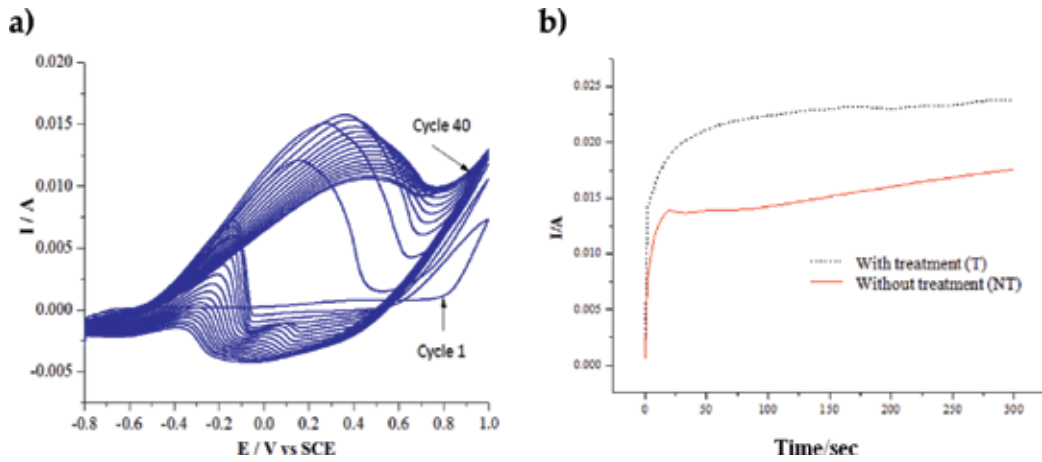 a)
0.020
0.015
0.010
0.005
0.000
-0.005
I / A
Cycle 40
Cycle 1
-0.8 -0.6 -0.4 -0.2 0.0 0.2 0.4 0.6 0.8 1.0
E / V vs SCE
b)
0.025
0.020
0.015
0.010
0.005
0.000
I/A
With treatment (T)
Without treatment (NT)
0 50 100 150 200 250 300
Time/sec